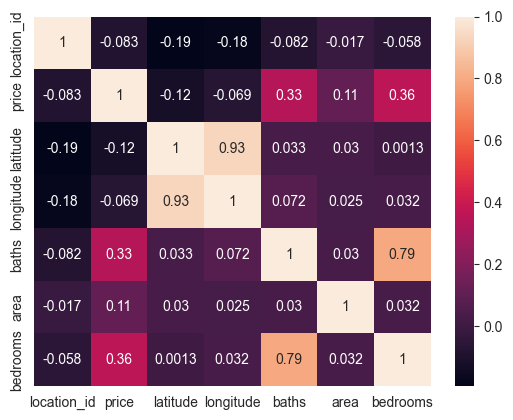 location_id 1 -0.083 -0.19 -0.18 -0.082 -0.017 -0.058
price -0.083 1 -0.12 -0.069 0.33 0.11 0.36
latitude -0.19 -0.12 1 0.93 0.033 0.03 0.0013
longitude -0.18 -0.069 0.93 1 0.072 0.025 0.032
baths -0.082 0.33 0.033 0.072 1 0.03 0.79
area -0.017 0.11 0.03 0.025 0.03 1 0.032
bedrooms -0.058 0.36 0.0013 0.032 0.79 0.032 1
location_id price latitude longitude baths area bedrooms
1.0
0.8
0.6
0.4
0.2
0.0